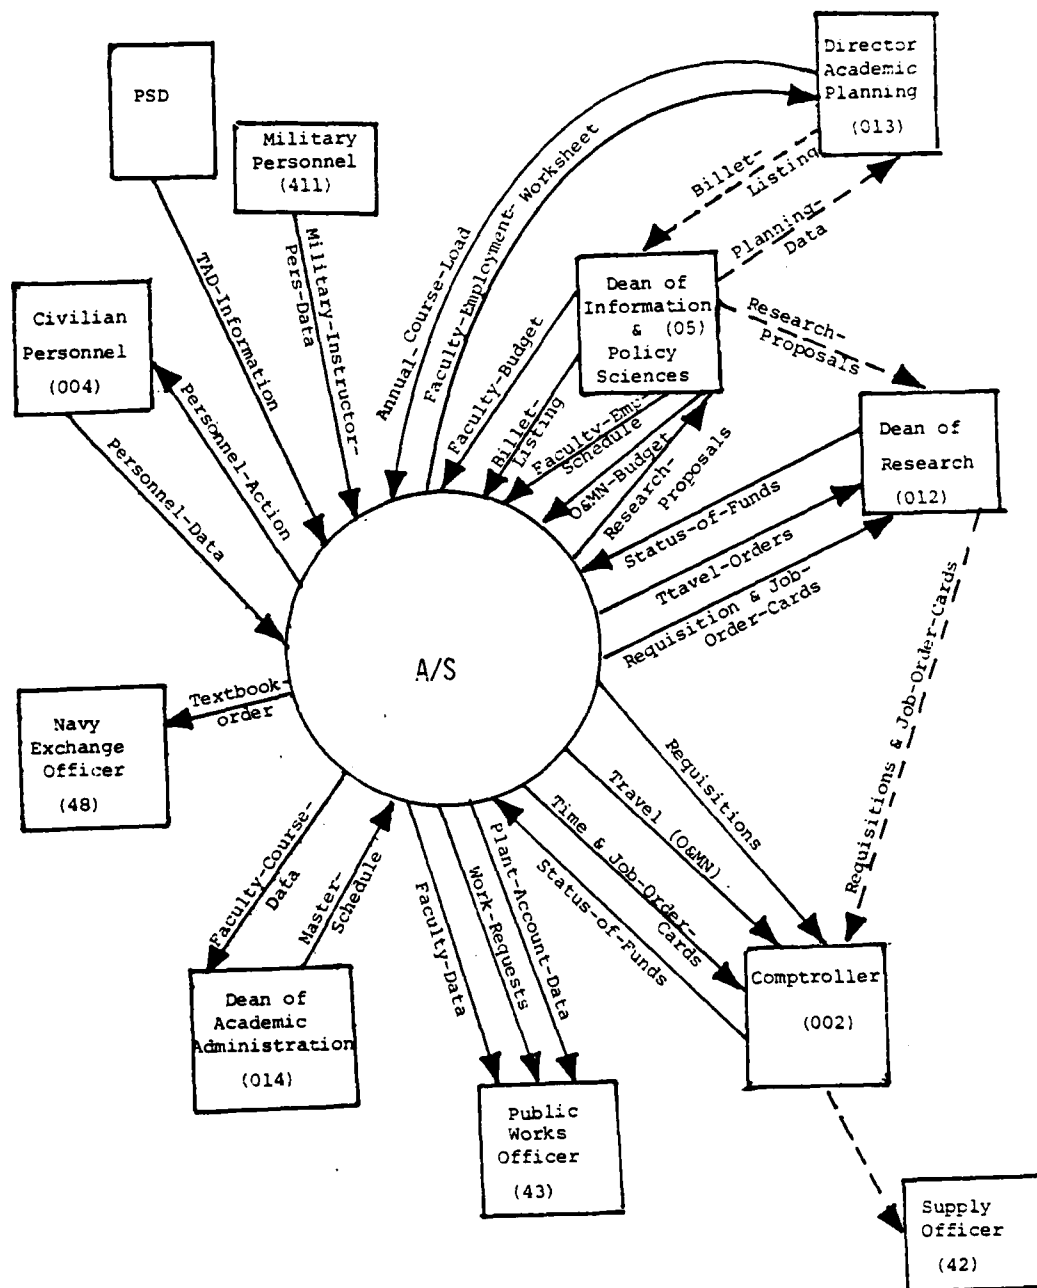 PSD
Military
Personnel
(411)
Director
Academic
Planning
(013)
Civilian
Personnel
(004)
Dean of
Information
& (05)
Policy
Sciences
Dean of
Research
(012)
TAD-Information
Military-Instructor-
Pers-Data
Annual-Course-Load
Faculty-Employment-Worksheet
Billet-
Listing
Planning-
Data
Research-
Proposals
Personnel-Action
Personnel-Data
Faculty-Budget
Billet-
Listing
Faculty-Emp
Schedule
O&MN-Budget
Research-
Proposals
Status-of-Funds
Ttavel-Orders
Requisition & Job-
Order-Cards
Requisitions & Job-Order-Cards
A/S
Textbook-
order
Navy
Exchange
Officer
(48)
Faculty-Course-
Data
Master-
Schedule
Faculty-Data
Work-Requests
Plant-Account-Data
Status-of-Funds
Time & Job-Order-
Cards
Travel (O&MN)
Requisitions
Dean of
Academic
Administration
(014)
Public
Works
Officer
(43)
Comptroller
(002)
Supply
Officer
(42)